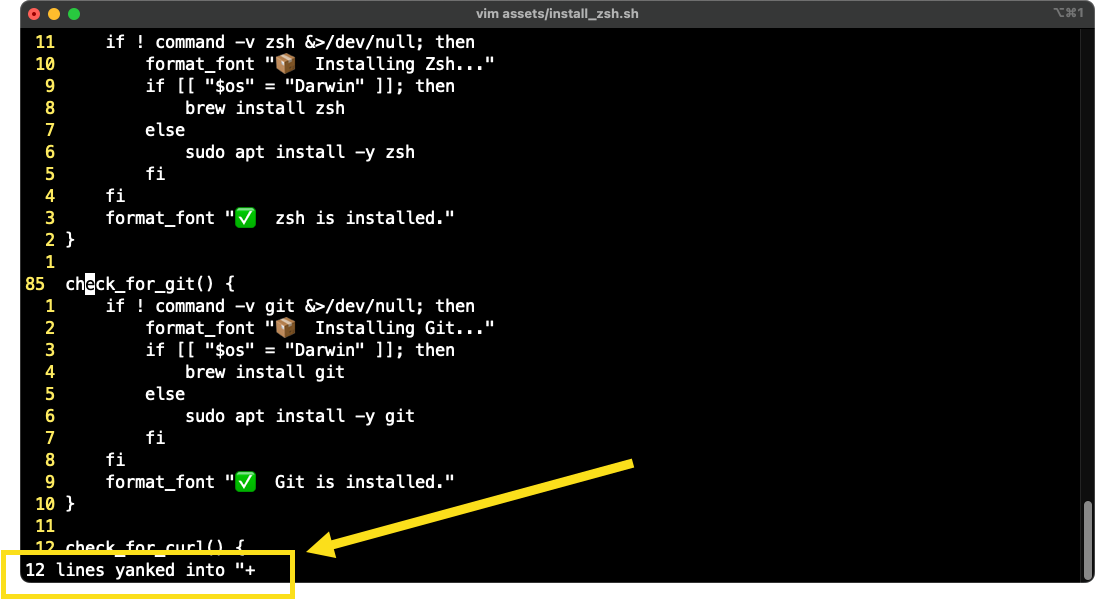 vim assets/install_zsh.sh
⌥⌘1
11     if ! command -v zsh &>/dev/null; then
10         format_font "📦  Installing Zsh..."
9         if [[ "$os" = "Darwin" ]]; then
8             brew install zsh
7         else
6             sudo apt install -y zsh
5         fi
4     fi
3     format_font "✅  zsh is installed."
2 }
1
85  check_for_git() {
1     if ! command -v git &>/dev/null; then
2         format_font "📦  Installing Git..."
3         if [[ "$os" = "Darwin" ]]; then
4             brew install git
5         else
6             sudo apt install -y git
7         fi
8     fi
9     format_font "✅  Git is installed."
10 }
11
12 check_for_curl() {
12 lines yanked into "+